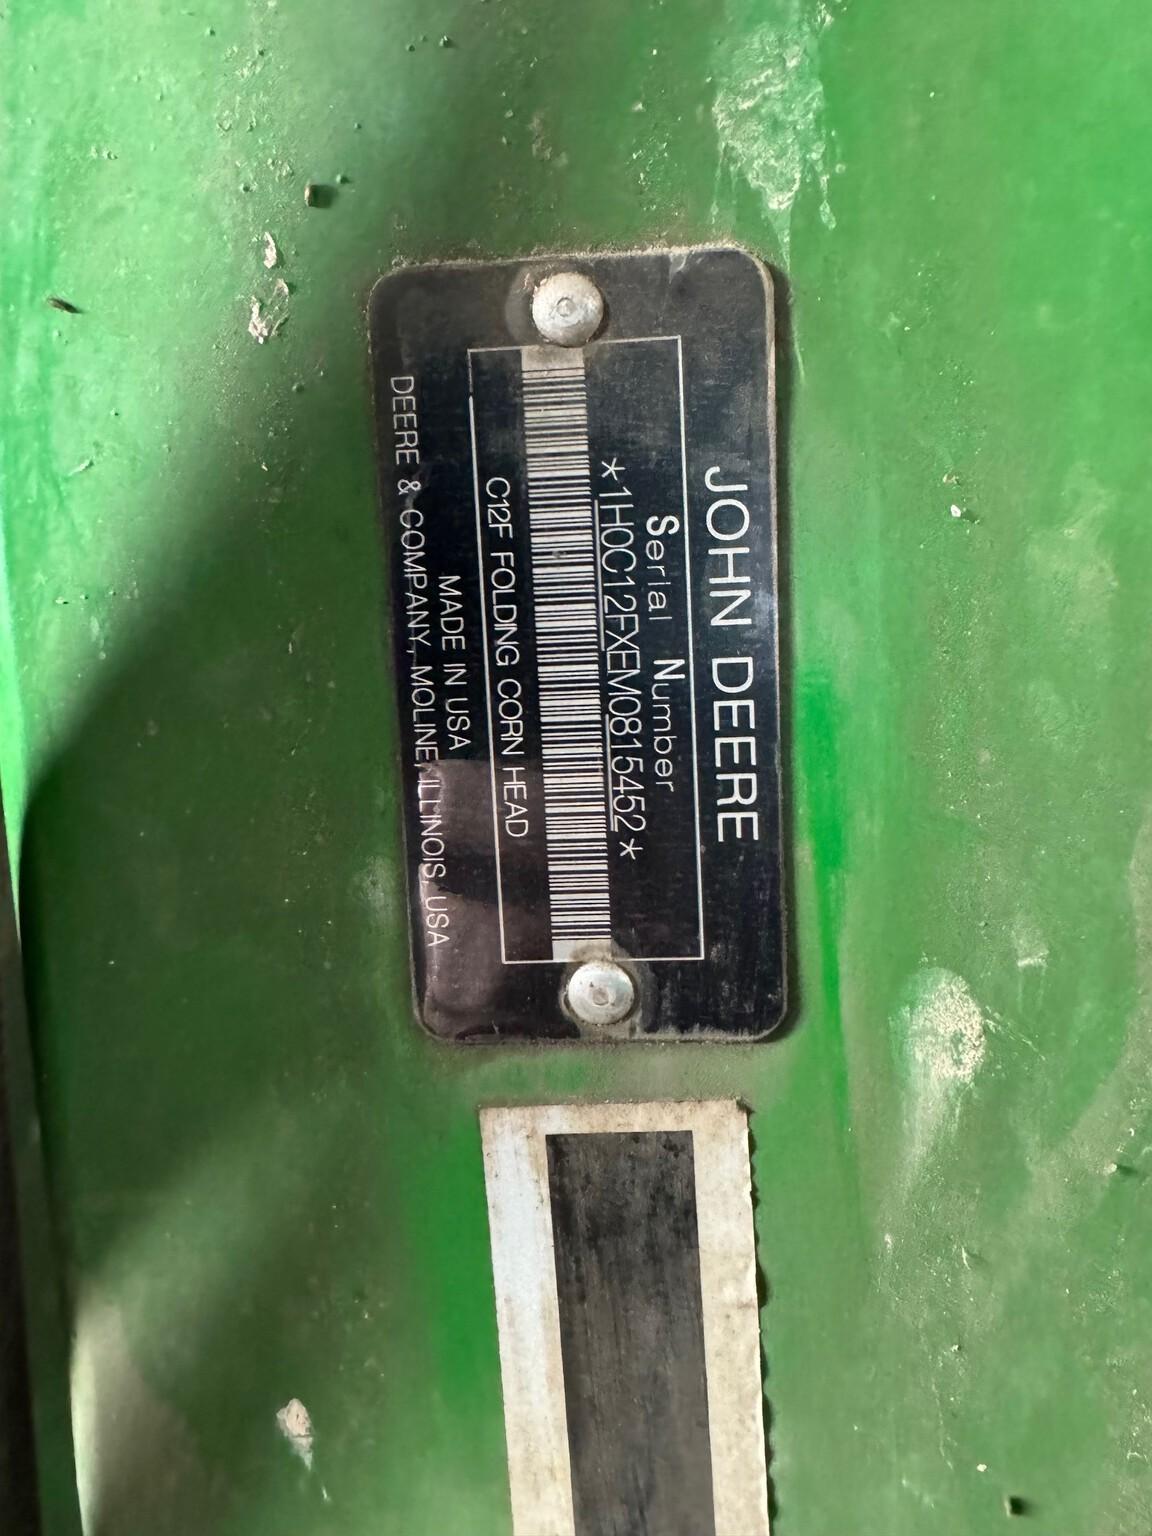 JOHN DEERE
Serial Number
*1H0C12FXEM0815452*
C12F FOLDING CORN HEAD
MADE IN USA
DEERE & COMPANY, MOLINE, ILLINOIS, USA